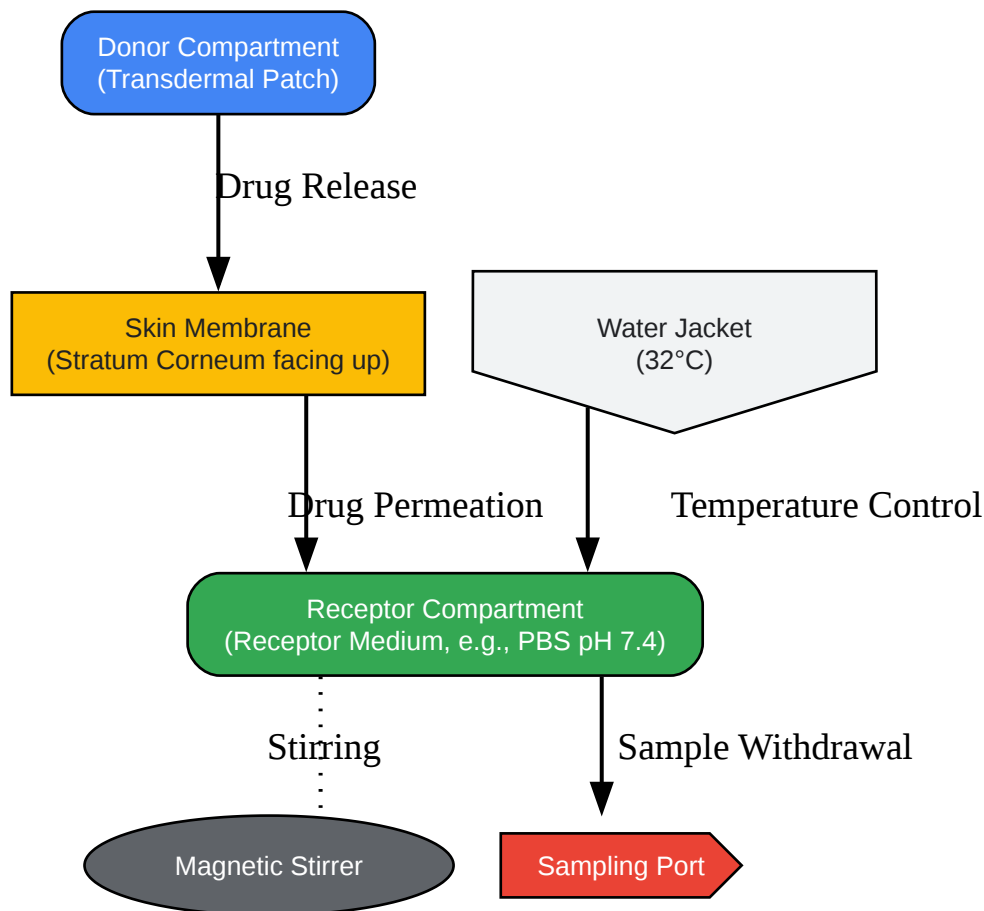 Donor Compartment
(Transdermal Patch)
Drug Release
Skin Membrane
(Stratum Corneum facing up)
Water Jacket
(32°C)
Drug Permeation
Temperature Control
Receptor Compartment
(Receptor Medium, e.g., PBS pH 7.4)
Stirring
Sample Withdrawal
Magnetic Stirrer
Sampling Port